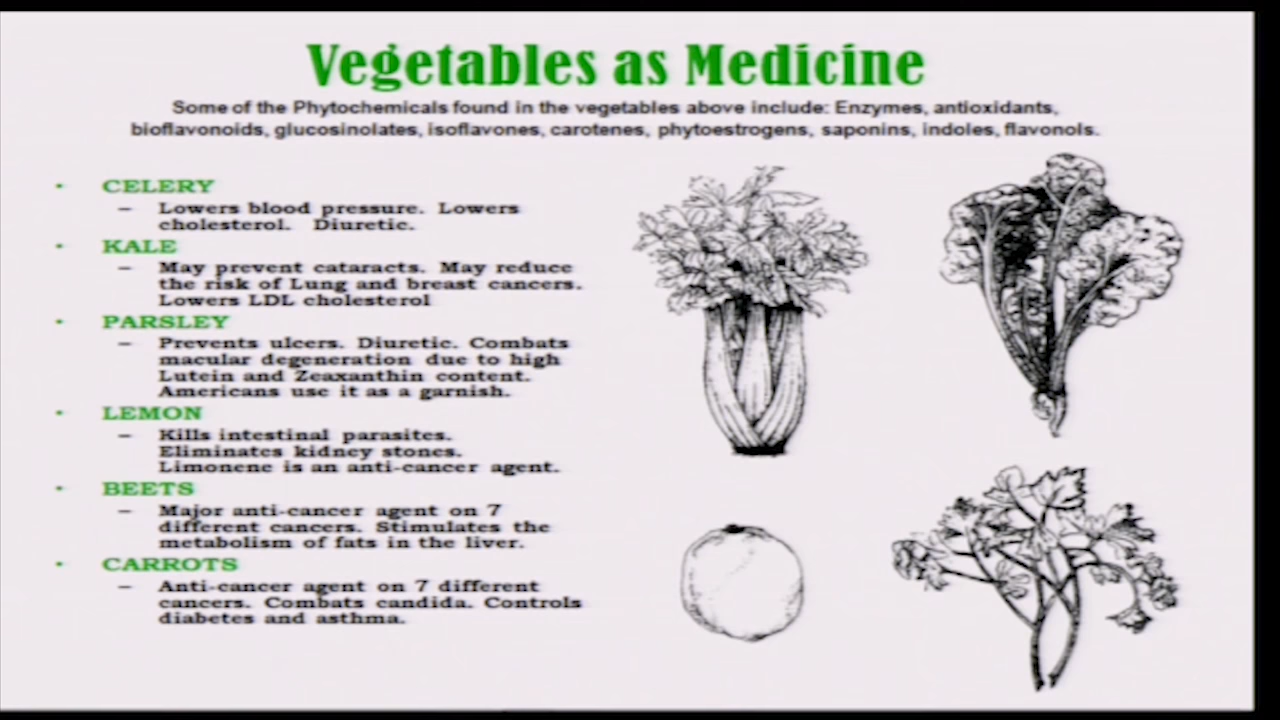 Vegetables as Medicine
Some of the Phytochemicals found in the vegetables above include: Enzymes, antioxidants,
bioflavonoids, glucosinolates, isoflavones, carotenes, phytoestrogens, saponins, indoles, flavonols.
• CELERY
– Lowers blood pressure. Lowers
cholesterol. Diuretic.
• KALE
– May prevent cataracts. May reduce
the risk of Lung and breast cancers.
Lowers LDL cholesterol
• PARSLEY
– Prevents ulcers. Diuretic. Combats
macular degeneration due to high
Lutein and Zeaxanthin content.
Americans use it as a garnish.
• LEMON
– Kills intestinal parasites.
Eliminates kidney stones.
Limonene is an anti-cancer agent.
• BEETS
– Major anti-cancer agent on 7
different cancers. Stimulates the
metabolism of fats in the liver.
• CARROTS
– Anti-cancer agent on 7 different
cancers. Combats candida. Controls
diabetes and asthma.